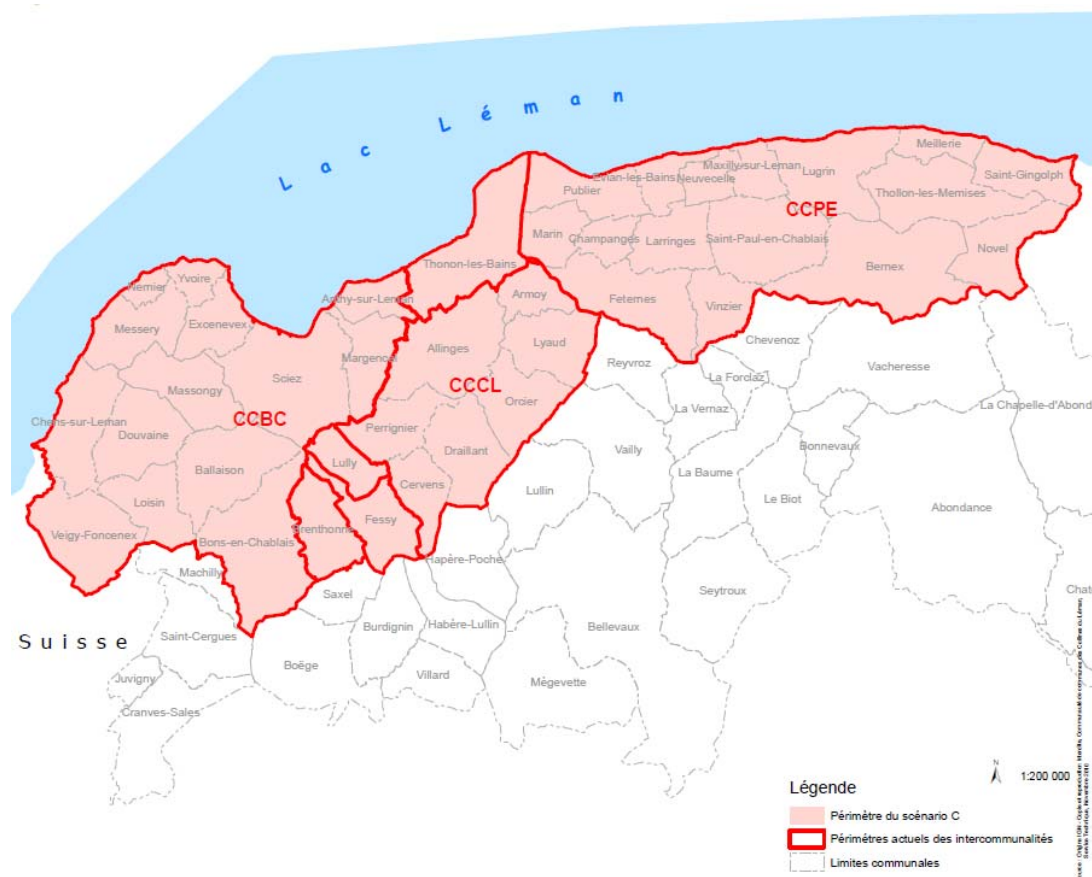 Lac Léman
Meillerie
Maxilly-sur-Leman
Lugrin
Saint-Gingolph
Evian-les-Bains
Neuvecelle
Publier
Thollon-les-Memises
CCPE
Marin
Champanges
Larringes
Saint-Paul-en-Chablais
Novel
Thonon-les-Bains
Bernex
Yvoire
Nernier
Anthy-sur-Leman
Armoy
Feternes
Vinzier
Messery
Excenevex
Margencel
Allinges
Lyaud
Chevenoz
Reyvroz
Vacheresse
Sciez
La Forclaz
Massongy
CCCL
Orcier
La Vernaz
La Chapelle-d'Abond
Chens-sur-Leman
CCBC
Douvaine
Perrignier
Draillant
Vailly
Bonnevaux
Ballaison
Lully
La Baume
Cervens
Lullin
Le Biot
Loisin
Abondance
Veigy-Foncenex
Brenthonne
Fessy
Bons-en-Chablais
Hapère-Poche
Machilly
Saxel
Seytroux
Chat
Suisse
Saint-Cergues
Burdignin
Habère-Lullin
Bellevaux
Boëge
Villard
Juvigny
Mègevette
Cranves-Sales
N
1:200 000
Légende
Périmètre du scénario C
Périmètres actuels des intercommunalités
Limites communales